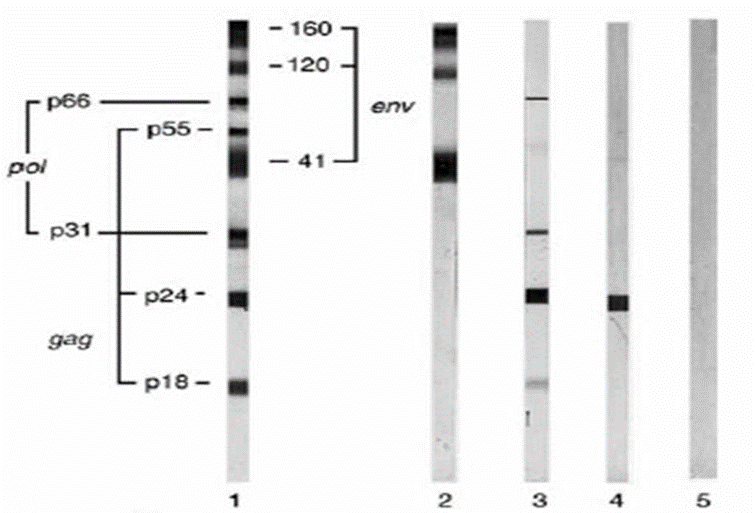 - 160
- 120
p66
env
p55 -
pol
- 41
p31
p24 -
gag
p18 -
1 2 3 4 5